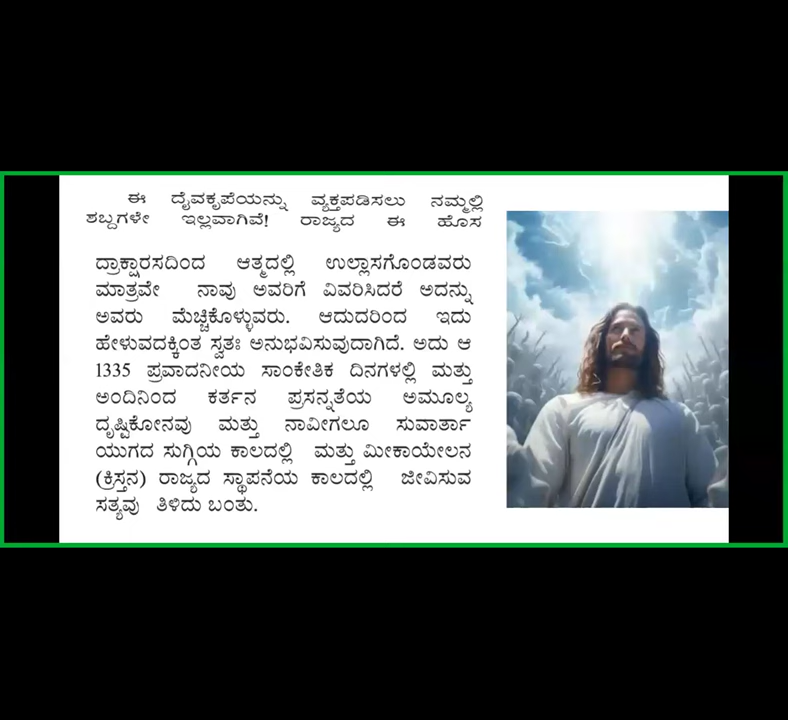 ಈ ದೈವಕೃಪೆಯನ್ನು ವ್ಯಕ್ತಪಡಿಸಲು ನಮ್ಮಲ್ಲಿ
ಶಬ್ದಗಳೇ ಇಲ್ಲವಾಗಿವೆ! ರಾಜ್ಯದ ಈ ಹೊಸ
ದ್ರಾಕ್ಷಾರಸದಿಂದ ಆತ್ಮದಲ್ಲಿ ಉಲ್ಲಾಸಗೊಂಡವರು
ಮಾತ್ರವೇ ನಾವು ಅವರಿಗೆ ವಿವರಿಸಿದರೆ ಅದನ್ನು
ಅವರು ಮೆಚ್ಚಿಕೊಳ್ಳುವರು. ಆದುದರಿಂದ ಇದು
ಹೇಳುವದಕ್ಕಿಂತ ಸ್ವತಃ ಅನುಭವಿಸುವುದಾಗಿದೆ. ಅದು ಆ
1335 ಪ್ರವಾದನೀಯ ಸಾಂಕೇತಿಕ ದಿನಗಳಲ್ಲಿ ಮತ್ತು
ಅಂದಿನಿಂದ ಕರ್ತನ ಪ್ರಸನ್ನತೆಯ ಅಮೂಲ್ಯ
ದೃಷ್ಟಿಕೋನವು ಮತ್ತು ನಾವೀಗಲೂ ಸುವಾರ್ತಾ
ಯುಗದ ಸುಗ್ಗಿಯ ಕಾಲದಲ್ಲಿ ಮತ್ತು ಮೀಕಾಯೇಲನ
(ಕ್ರಿಸ್ತನ) ರಾಜ್ಯದ ಸ್ಥಾಪನೆಯ ಕಾಲದಲ್ಲಿ ಜೀವಿಸುವ
ಸತ್ಯವು ತಿಳಿದು ಬಂತು.